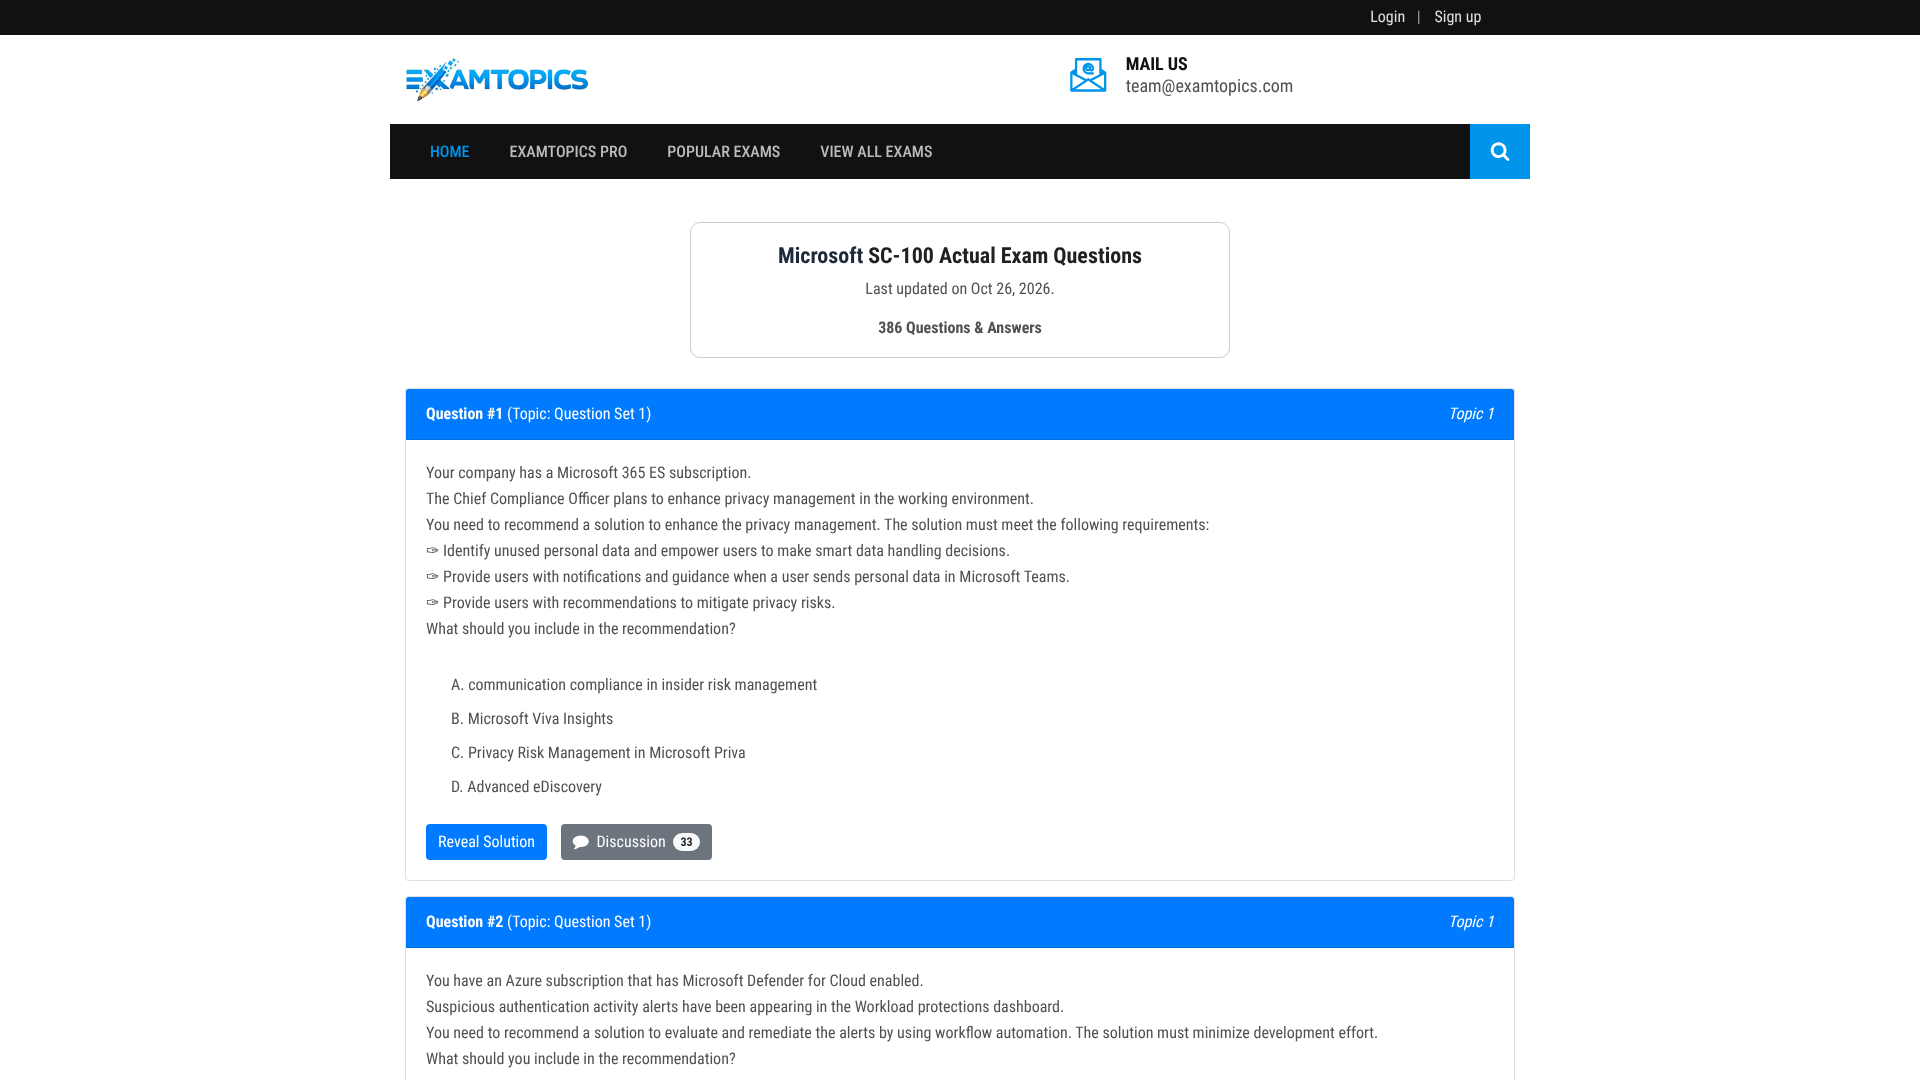 Login | Sign up
EXAMTOPICS
MAIL US
team@examtopics.com
HOME EXAMTOPICS PRO POPULAR EXAMS VIEW ALL EXAMS
Microsoft SC-100 Actual Exam Questions
Last updated on Oct 26, 2026.
386 Questions & Answers
Question #1 (Topic: Question Set 1) Topic 1
Your company has a Microsoft 365 ES subscription.
The Chief Compliance Officer plans to enhance privacy management in the working environment.
You need to recommend a solution to enhance the privacy management. The solution must meet the following requirements:
✑ Identify unused personal data and empower users to make smart data handling decisions.
✑ Provide users with notifications and guidance when a user sends personal data in Microsoft Teams.
✑ Provide users with recommendations to mitigate privacy risks.
What should you include in the recommendation?
A. communication compliance in insider risk management
B. Microsoft Viva Insights
C. Privacy Risk Management in Microsoft Priva
D. Advanced eDiscovery
Reveal Solution Discussion 33
Question #2 (Topic: Question Set 1) Topic 1
You have an Azure subscription that has Microsoft Defender for Cloud enabled.
Suspicious authentication activity alerts have been appearing in the Workload protections dashboard.
You need to recommend a solution to evaluate and remediate the alerts by using workflow automation. The solution must minimize development effort.
What should you include in the recommendation?